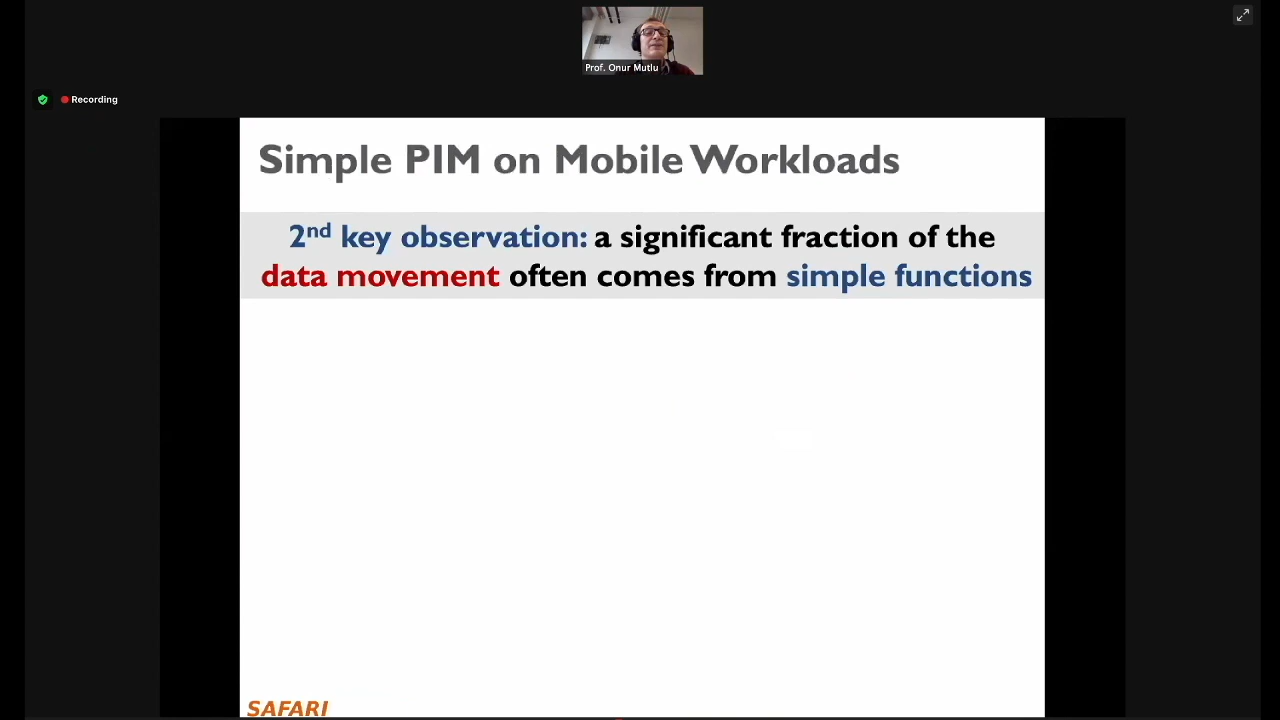 Prof. Onur Mutlu
Recording
Simple PIM on Mobile Workloads
2nd key observation: a significant fraction of the
data movement often comes from simple functions
SAFARI